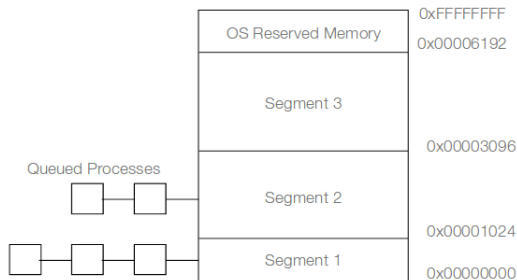 0xFFFFFFFF
OS Reserved Memory
0x00006192
Segment 3
0x00003096
Queued Processes
Segment 2
0x00001024
Segment 1
0x00000000